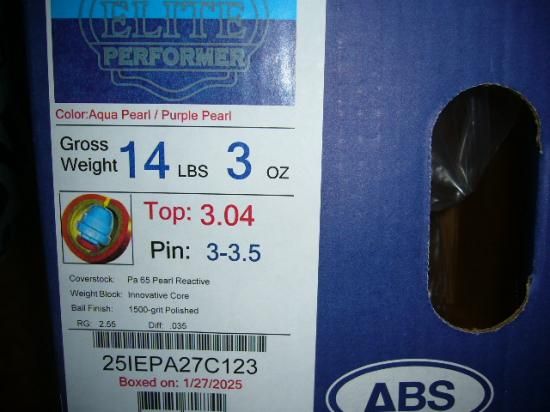 ELITE
PERFORMER
Color:Aqua Pearl / Purple Pearl
Gross Weight 14 LBS 3 OZ
Top: 3.04
Pin: 3-3.5
Coverstock: Pa 65 Pearl Reactive
Weight Block: Innovative Core
Ball Finish: 1500-grit Polished
RG: 2.55 Diff: .035
25IEPA27C123
Boxed on: 1/27/2025
ABS